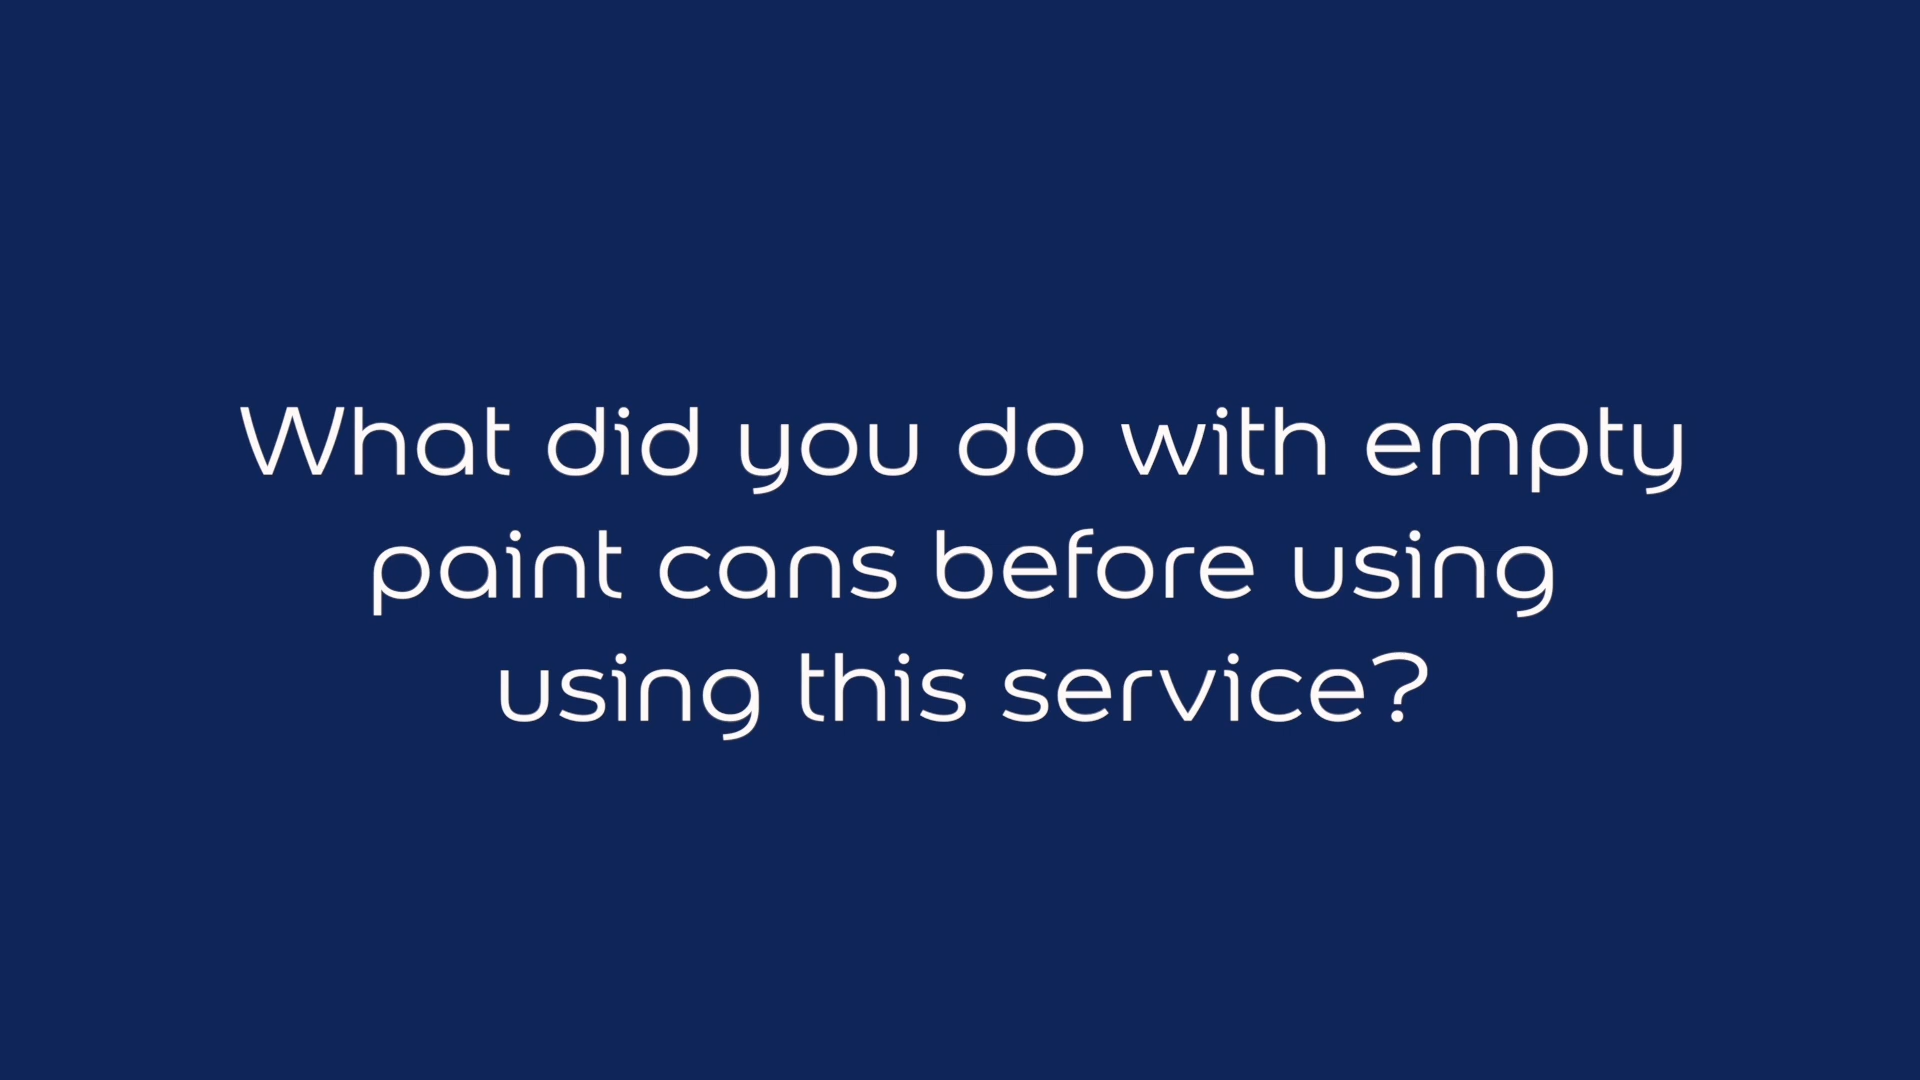 What did you do with empty
paint cans before using
using this service?